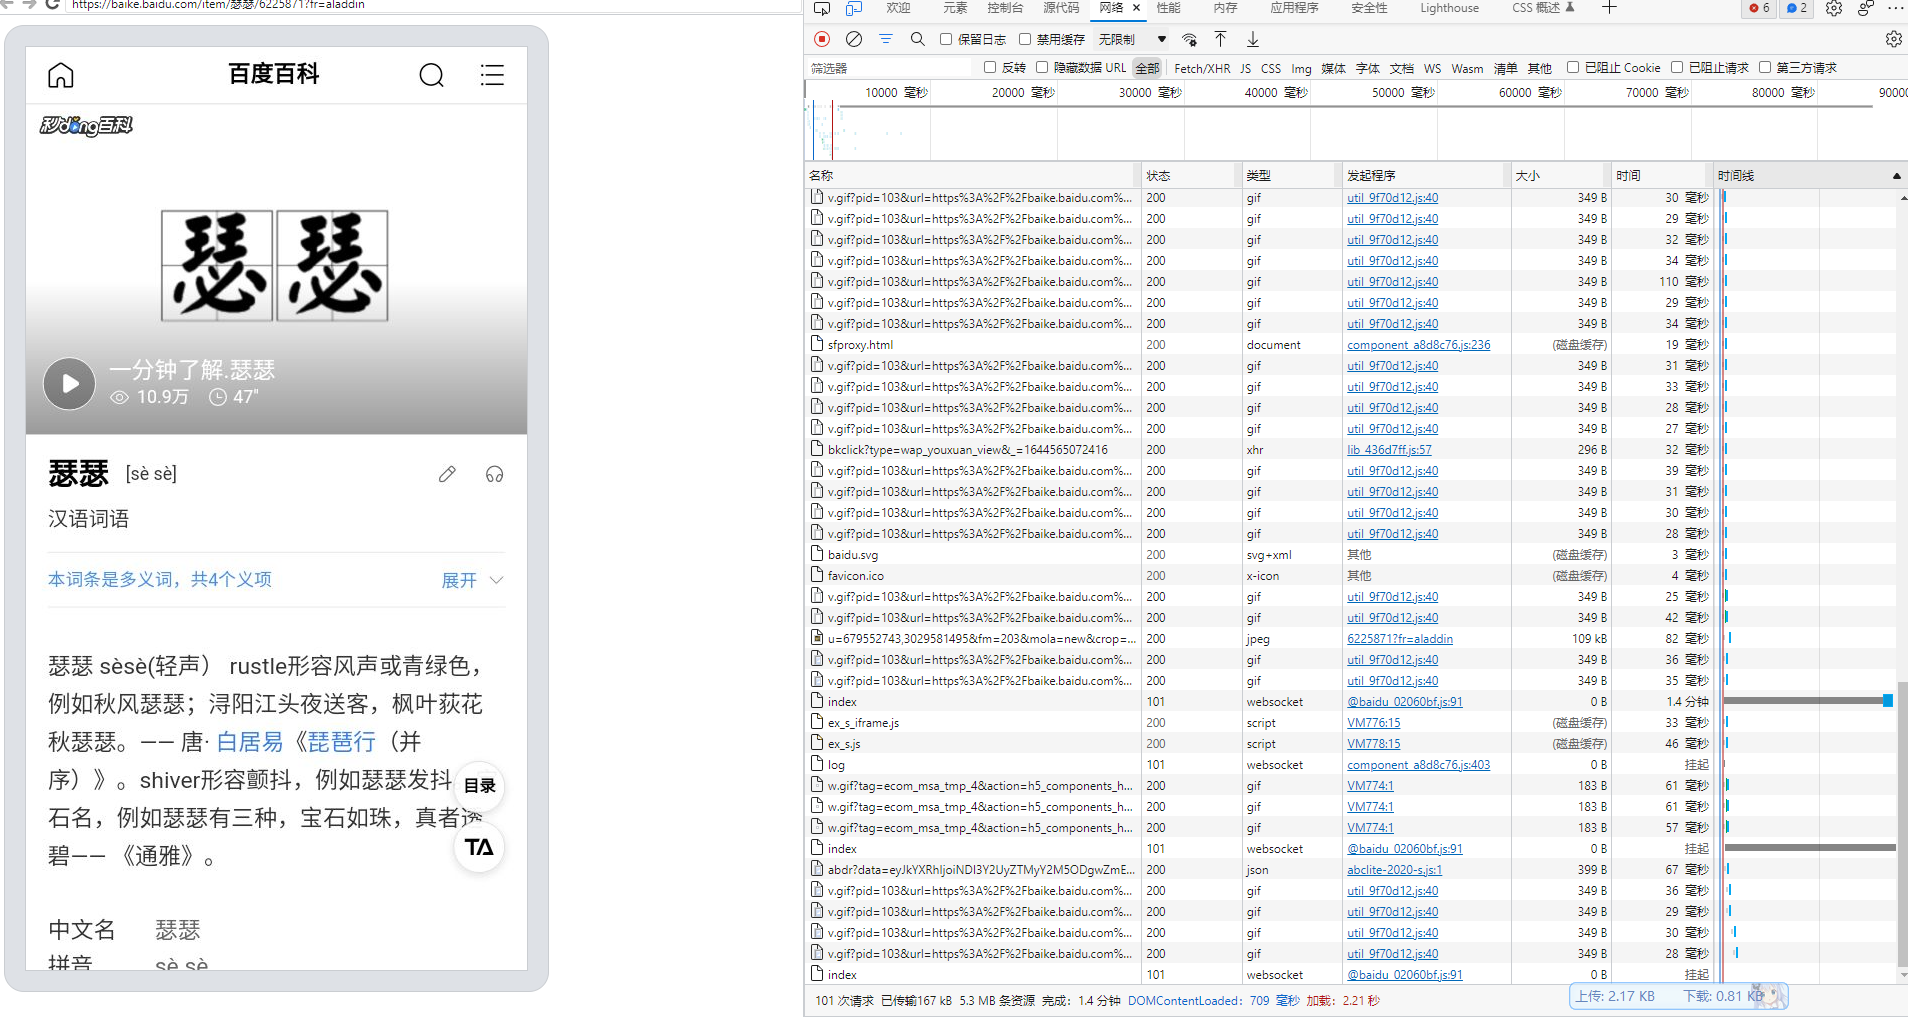 https://baike.baidu.com/item/瑟瑟/6225871?fr=aladdin
百度百科
秒dǒng百科
瑟瑟
一分钟了解.瑟瑟
10.9万 47"
瑟瑟 [sè sè]
汉语词语
本词条是多义词，共4个义项 展开
瑟瑟 sèsè(轻声） rustle形容风声或青绿色，
例如秋风瑟瑟；浔阳江头夜送客，枫叶荻花
秋瑟瑟。—— 唐· 白居易《琵琶行（并
序）》。shiver形容颤抖，例如瑟瑟发抖
石名，例如瑟瑟有三种，宝石如珠，真者透
碧—— 《通雅》。
目录
TA
中文名 瑟瑟
拼音 sè sè
欢迎 元素 控制台 源代码 网络 性能 内存 应用程序 安全性 Lighthouse CSS 概述 6 2
保留日志 禁用缓存 无限制
筛选器 反转 隐藏数据 URL 全部 Fetch/XHR JS CSS Img 媒体 字体 文档 WS Wasm 清单 其他 已阻止 Cookie 已阻止请求 第三方请求
10000 毫秒 20000 毫秒 30000 毫秒 40000 毫秒 50000 毫秒 60000 毫秒 70000 毫秒 80000 毫秒 90000
名称 状态 类型 发起程序 大小 时间 时间线
v.gif?pid=103&url=https%3A%2F%2Fbaike.baidu.com%... 200 gif util_9f70d12.js:40 349 B 30 毫秒
v.gif?pid=103&url=https%3A%2F%2Fbaike.baidu.com%... 200 gif util_9f70d12.js:40 349 B 29 毫秒
v.gif?pid=103&url=https%3A%2F%2Fbaike.baidu.com%... 200 gif util_9f70d12.js:40 349 B 32 毫秒
v.gif?pid=103&url=https%3A%2F%2Fbaike.baidu.com%... 200 gif util_9f70d12.js:40 349 B 34 毫秒
v.gif?pid=103&url=https%3A%2F%2Fbaike.baidu.com%... 200 gif util_9f70d12.js:40 349 B 110 毫秒
v.gif?pid=103&url=https%3A%2F%2Fbaike.baidu.com%... 200 gif util_9f70d12.js:40 349 B 29 毫秒
v.gif?pid=103&url=https%3A%2F%2Fbaike.baidu.com%... 200 gif util_9f70d12.js:40 349 B 34 毫秒
sfproxy.html 200 document component_a8d8c76.js:236 (磁盘缓存) 19 毫秒
v.gif?pid=103&url=https%3A%2F%2Fbaike.baidu.com%... 200 gif util_9f70d12.js:40 349 B 31 毫秒
v.gif?pid=103&url=https%3A%2F%2Fbaike.baidu.com%... 200 gif util_9f70d12.js:40 349 B 33 毫秒
v.gif?pid=103&url=https%3A%2F%2Fbaike.baidu.com%... 200 gif util_9f70d12.js:40 349 B 28 毫秒
v.gif?pid=103&url=https%3A%2F%2Fbaike.baidu.com%... 200 gif util_9f70d12.js:40 349 B 27 毫秒
bkclick?type=wap_youxuan_view&_=1644565072416 200 xhr lib_436d7ff.js:57 296 B 32 毫秒
v.gif?pid=103&url=https%3A%2F%2Fbaike.baidu.com%... 200 gif util_9f70d12.js:40 349 B 39 毫秒
v.gif?pid=103&url=https%3A%2F%2Fbaike.baidu.com%... 200 gif util_9f70d12.js:40 349 B 31 毫秒
v.gif?pid=103&url=https%3A%2F%2Fbaike.baidu.com%... 200 gif util_9f70d12.js:40 349 B 30 毫秒
v.gif?pid=103&url=https%3A%2F%2Fbaike.baidu.com%... 200 gif util_9f70d12.js:40 349 B 28 毫秒
baidu.svg 200 svg+xml 其他 (磁盘缓存) 3 毫秒
favicon.ico 200 x-icon 其他 (磁盘缓存) 4 毫秒
v.gif?pid=103&url=https%3A%2F%2Fbaike.baidu.com%... 200 gif util_9f70d12.js:40 349 B 25 毫秒
v.gif?pid=103&url=https%3A%2F%2Fbaike.baidu.com%... 200 gif util_9f70d12.js:40 349 B 42 毫秒
u=679552743,3029581495&fm=203&mola=new&crop=... 200 jpeg 6225871?fr=aladdin 109 kB 82 毫秒
v.gif?pid=103&url=https%3A%2F%2Fbaike.baidu.com%... 200 gif util_9f70d12.js:40 349 B 36 毫秒
v.gif?pid=103&url=https%3A%2F%2Fbaike.baidu.com%... 200 gif util_9f70d12.js:40 349 B 35 毫秒
index 101 websocket @baidu_02060bf.js:91 0 B 1.4 分钟
ex_s_iframe.js 200 script VM776:15 (磁盘缓存) 33 毫秒
ex_s.js 200 script VM778:15 (磁盘缓存) 46 毫秒
log 101 websocket component_a8d8c76.js:403 0 B 挂起
w.gif?tag=ecom_msa_tmp_4&action=h5_components_h... 200 gif VM774:1 183 B 61 毫秒
w.gif?tag=ecom_msa_tmp_4&action=h5_components_h... 200 gif VM774:1 183 B 61 毫秒
w.gif?tag=ecom_msa_tmp_4&action=h5_components_h... 200 gif VM774:1 183 B 57 毫秒
index 101 websocket @baidu_02060bf.js:91 0 B 挂起
abdr?data=eyJkYXRhIjoiNDI3Y2UyZTMyY2M5ODgwZmE... 200 json abclite-2020-s.js:1 399 B 67 毫秒
v.gif?pid=103&url=https%3A%2F%2Fbaike.baidu.com%... 200 gif util_9f70d12.js:40 349 B 36 毫秒
v.gif?pid=103&url=https%3A%2F%2Fbaike.baidu.com%... 200 gif util_9f70d12.js:40 349 B 29 毫秒
v.gif?pid=103&url=https%3A%2F%2Fbaike.baidu.com%... 200 gif util_9f70d12.js:40 349 B 30 毫秒
v.gif?pid=103&url=https%3A%2F%2Fbaike.baidu.com%... 200 gif util_9f70d12.js:40 349 B 28 毫秒
index 101 websocket @baidu_02060bf.js:91 0 B 挂起
101 次请求 已传输167 kB 5.3 MB 条资源 完成：1.4 分钟 DOMContentLoaded：709 毫秒 加载：2.21 秒
上传: 2.17 KB 下载: 0.81 KB